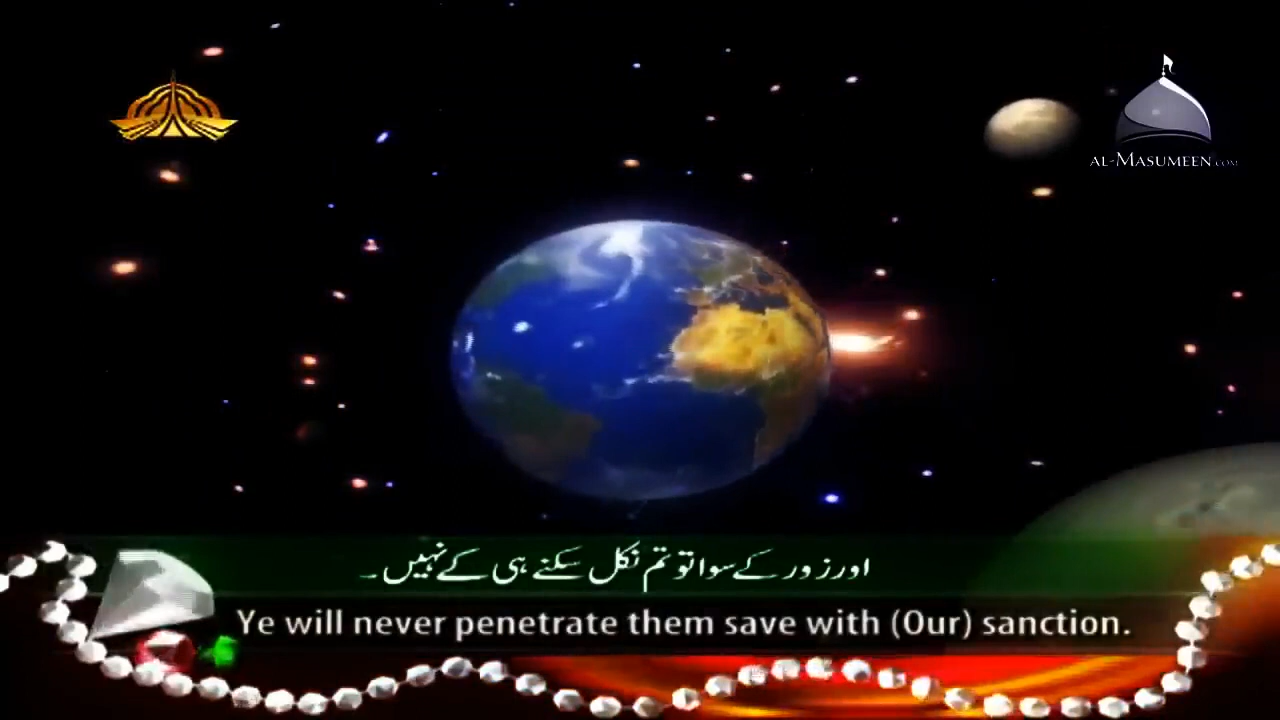 AL-MASUMEEN.COM
اور زور کے سوا تو تم نکل سکنے ہی کے نہیں۔
Ye will never penetrate them save with (Our) sanction.